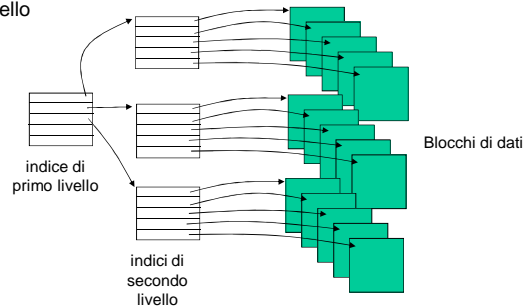 ello
Blocchi di dati
indice di
primo livello
indici di
secondo
livello